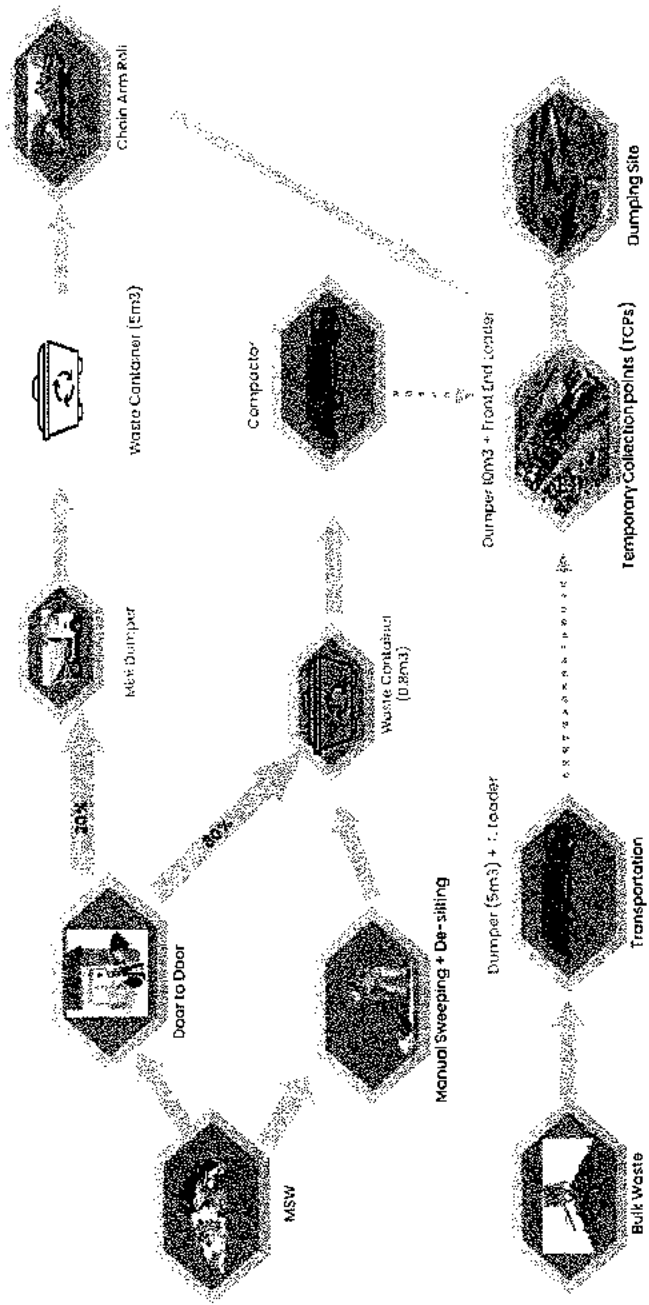 MSW
Door to Door
20%
80%
Mini Dumper
Waste Container (5m3)
Chain Arm Roll
Manual Sweeping + De-silting
Waste Container
(0.8m3)
Compactor
Bulk Waste
Dumper (5m3) + F. Loader
Transportation
Dumper 10m3 + Front End Loader
Temporary Collection points (TCPs)
Dumping Site